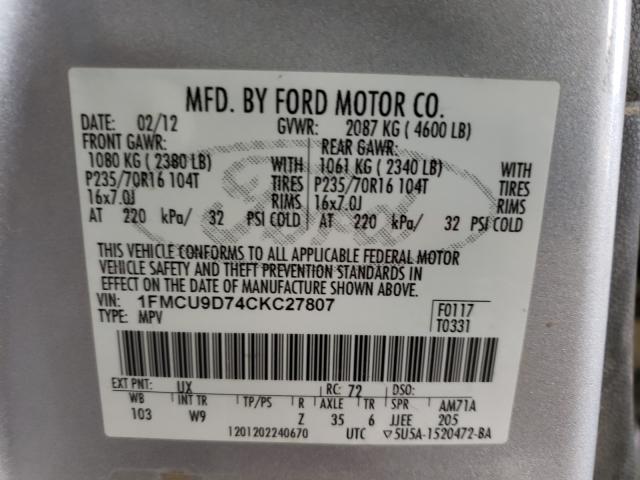 MFD. BY FORD MOTOR CO.
DATE: 02/12 GVWR: 2087 KG ( 4600 LB)
FRONT GAWR: REAR GAWR:
1080 KG ( 2380 LB) WITH 1061 KG ( 2340 LB) WITH
P235/70R16 104T TIRES P235/70R16 104T TIRES
16x7.0J RIMS 16x7.0J RIMS
AT 220 kPa/ 32 PSI COLD AT 220 kPa/ 32 PSI COLD
THIS VEHICLE CONFORMS TO ALL APPLICABLE FEDERAL MOTOR
VEHICLE SAFETY AND THEFT PREVENTION STANDARDS IN
EFFECT ON THE DATE OF MANUFACTURE SHOWN ABOVE.
VIN: 1FMCU9D74CKC27807 F0117
TYPE: MPV T0331
EXT PNT: UX RC: 72 DSO:
WB INT TR TP/PS R AXLE TR SPR AM71A
103 W9 Z 35 6 JJEE 205
1201202240670 UTC ▽5U5A-1520472-BA
Ford